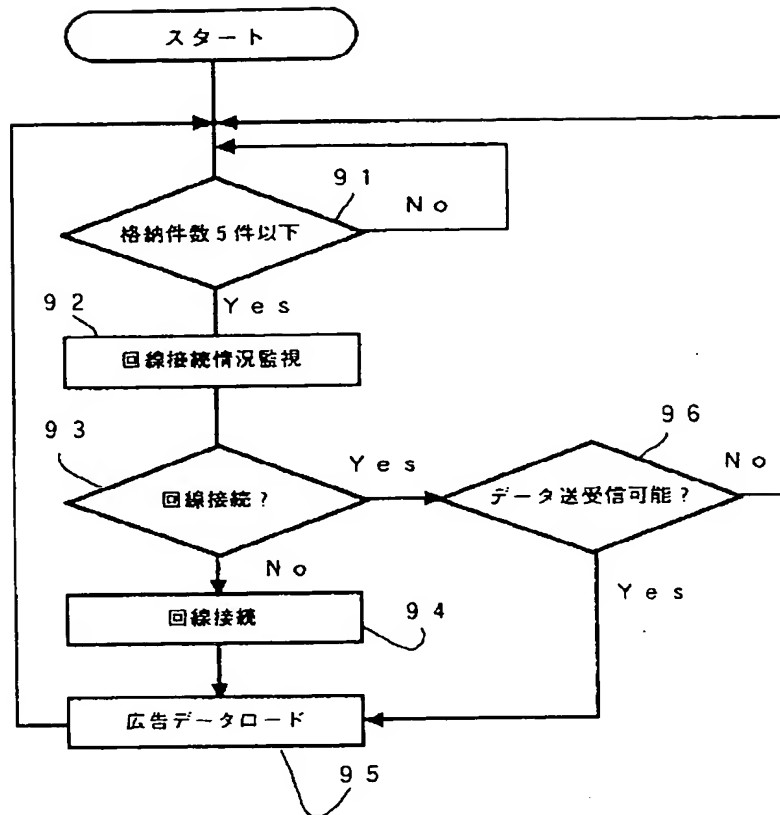 スタート
91
No
格納件数5件以下
Yes
92
回線接続情況監視
93
96
Yes
No
回線接続?
データ送受信可能?
No
Yes
回線接続
94
広告データロード
95